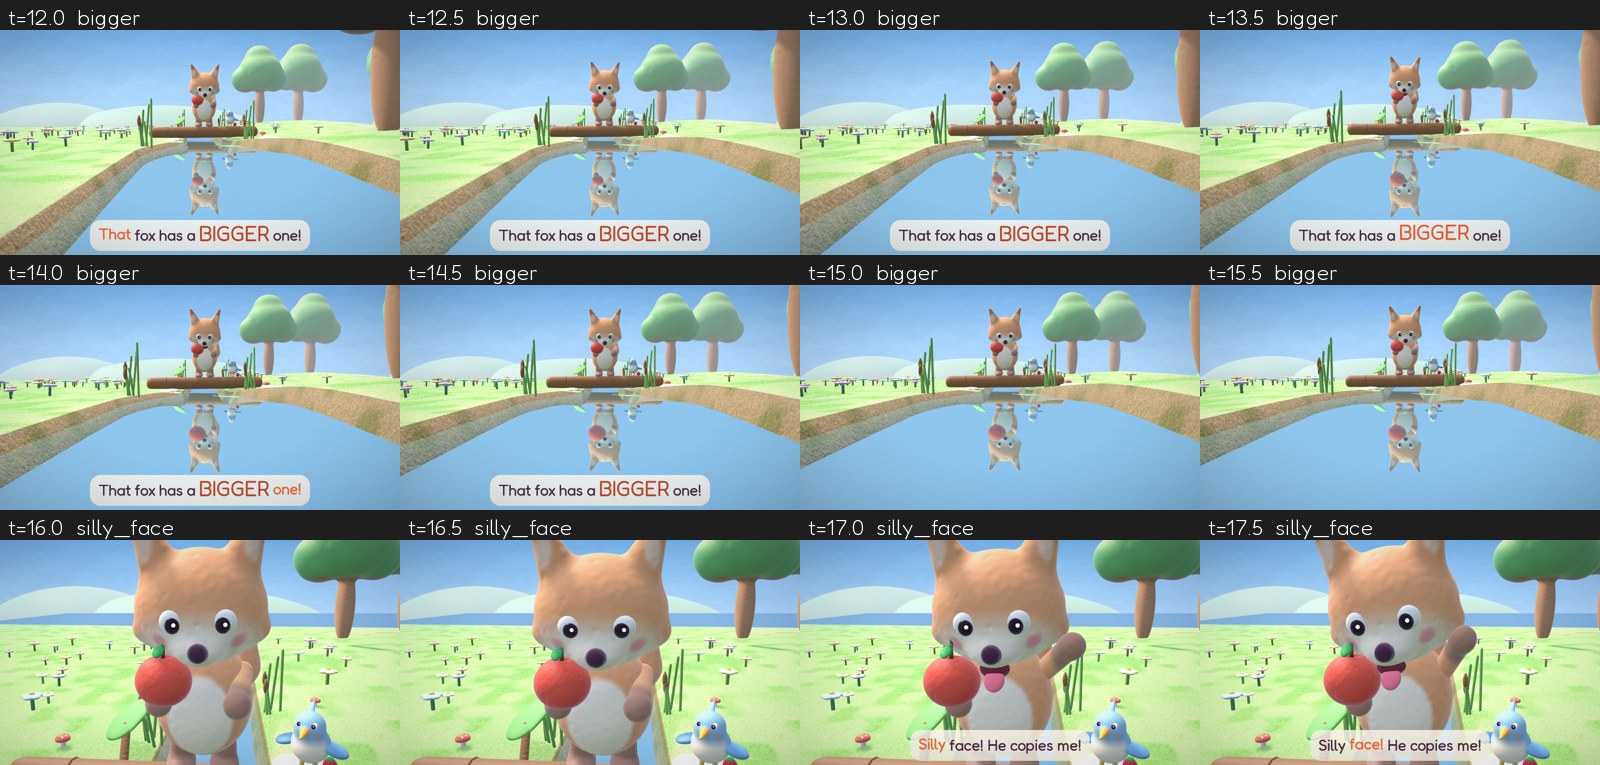 t=12.0 bigger
t=12.5 bigger
t=13.0 bigger
t=13.5 bigger
That fox has a BIGGER one!
That fox has a BIGGER one!
That fox has a BIGGER one!
That fox has a BIGGER one!
t=14.0 bigger
t=14.5 bigger
t=15.0 bigger
t=15.5 bigger
That fox has a BIGGER one!
That fox has a BIGGER one!
t=16.0 silly_face
t=16.5 silly_face
t=17.0 silly_face
t=17.5 silly_face
Silly face! He copies me!
Silly face! He copies me!